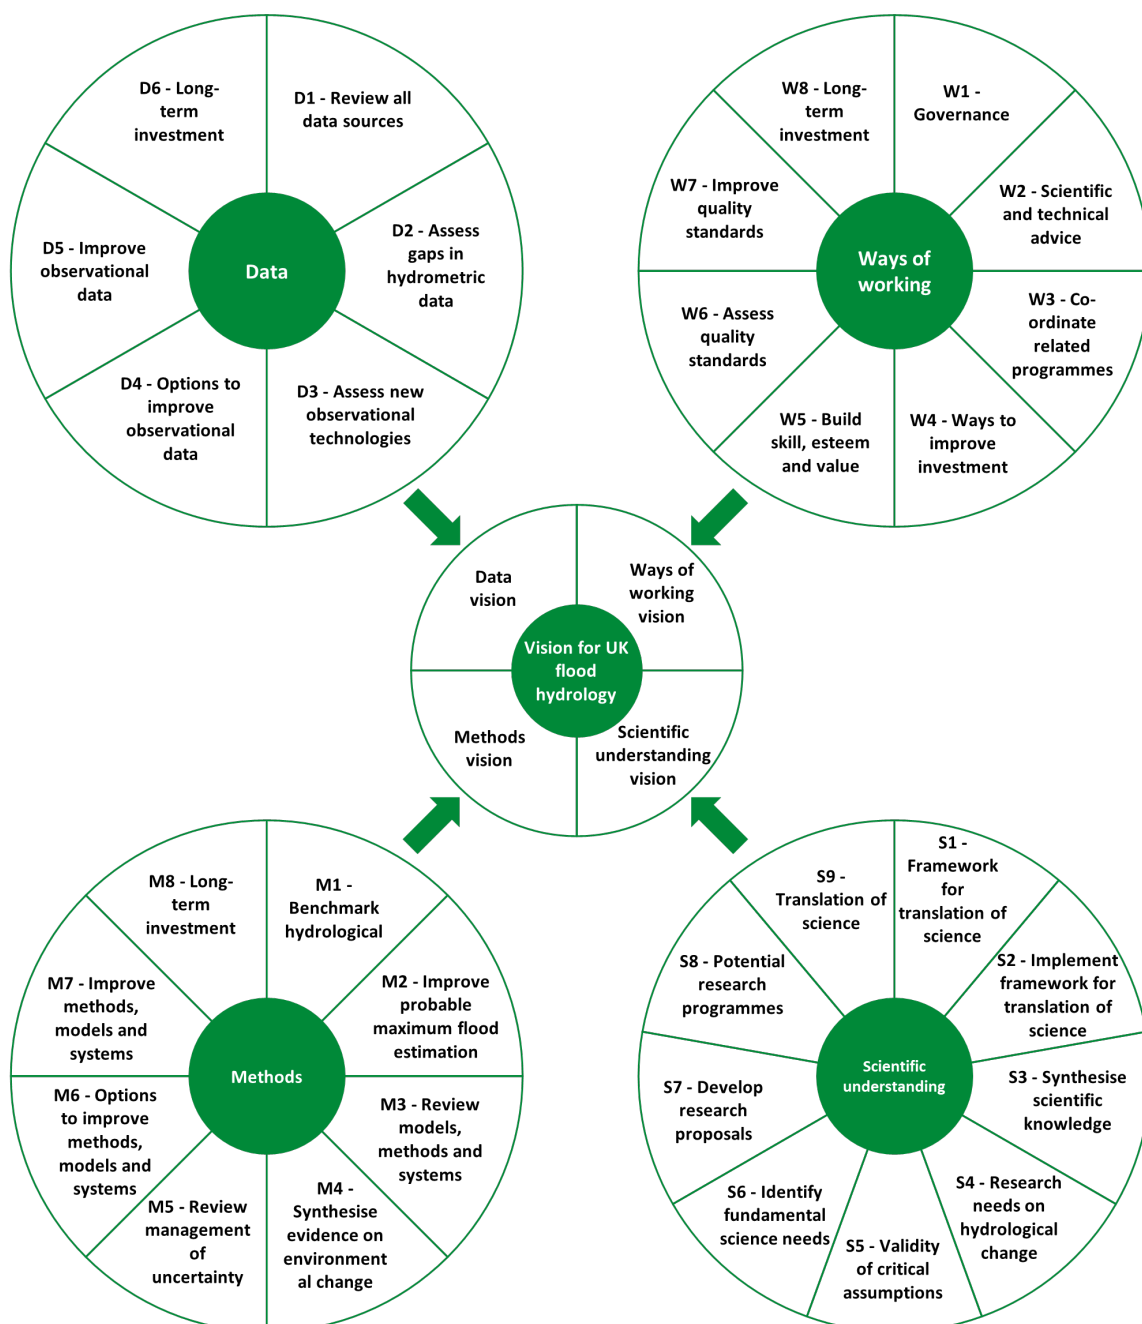 D6 - Long-
term
investment
D1 - Review all
data sources
D2 - Assess
gaps in
hydrometric
data
D3 - Assess new
observational
technologies
D4 - Options to
improve
observational
data
D5 - Improve
observational
data
Data
W8 - Long-
term
investment
W1 -
Governance
W2 - Scientific
and technical
advice
W3 - Co-
ordinate
related
programmes
W4 - Ways to
improve
investment
W5 - Build
skill, esteem
and value
W6 - Assess
quality
standards
W7 - Improve
quality
standards
Ways of
working
Data
vision
Ways of
working
vision
Vision for UK
flood
hydrology
Methods
vision
Scientific
understanding
vision
M8 - Long-
term
investment
M1 -
Benchmark
hydrological
M2 - Improve
probable
maximum flood
estimation
M3 - Review
models,
methods and
systems
M4 -
Synthesise
evidence on
environment
al change
M5 - Review
management
of
uncertainty
M6 - Options
to improve
methods,
models and
systems
M7 - Improve
methods,
models and
systems
Methods
S9 -
Translation of
science
S1 -
Framework
for
translation of
science
S2 - Implement
framework for
translation of
science
S3 - Synthesise
scientific
knowledge
S4 - Research
needs on
hydrological
change
S5 - Validity
of critical
assumptions
S6 - Identify
fundamental
science needs
S7 - Develop
research
proposals
S8 - Potential
research
programmes
Scientific
understanding